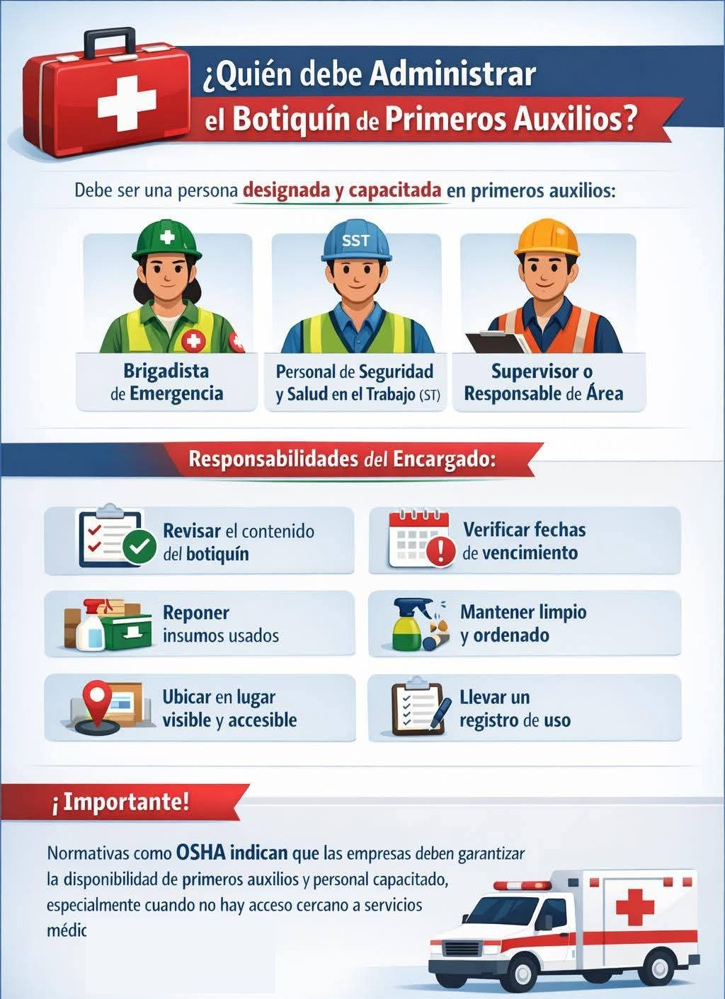 ¿Quién debe Administrar
el Botiquín de Primeros Auxilios?
Debe ser una persona designada y capacitada en primeros auxilios:
SST
Brigadista
de Emergencia
Personal de Seguridad
y Salud en el Trabajo (ST)
Supervisor o
Responsable de Área
Responsabilidades del Encargado:
Revisar el contenido
del botiquín
Verificar fechas
de vencimiento
Reponer
insumos usados
Mantener limpio
y ordenado
Ubicar en lugar
visible y accesible
Llevar un
registro de uso
¡Importante!
Normativas como OSHA indican que las empresas deben garantizar
la disponibilidad de primeros auxilios y personal capacitado,
especialmente cuando no hay acceso cercano a servicios
médic